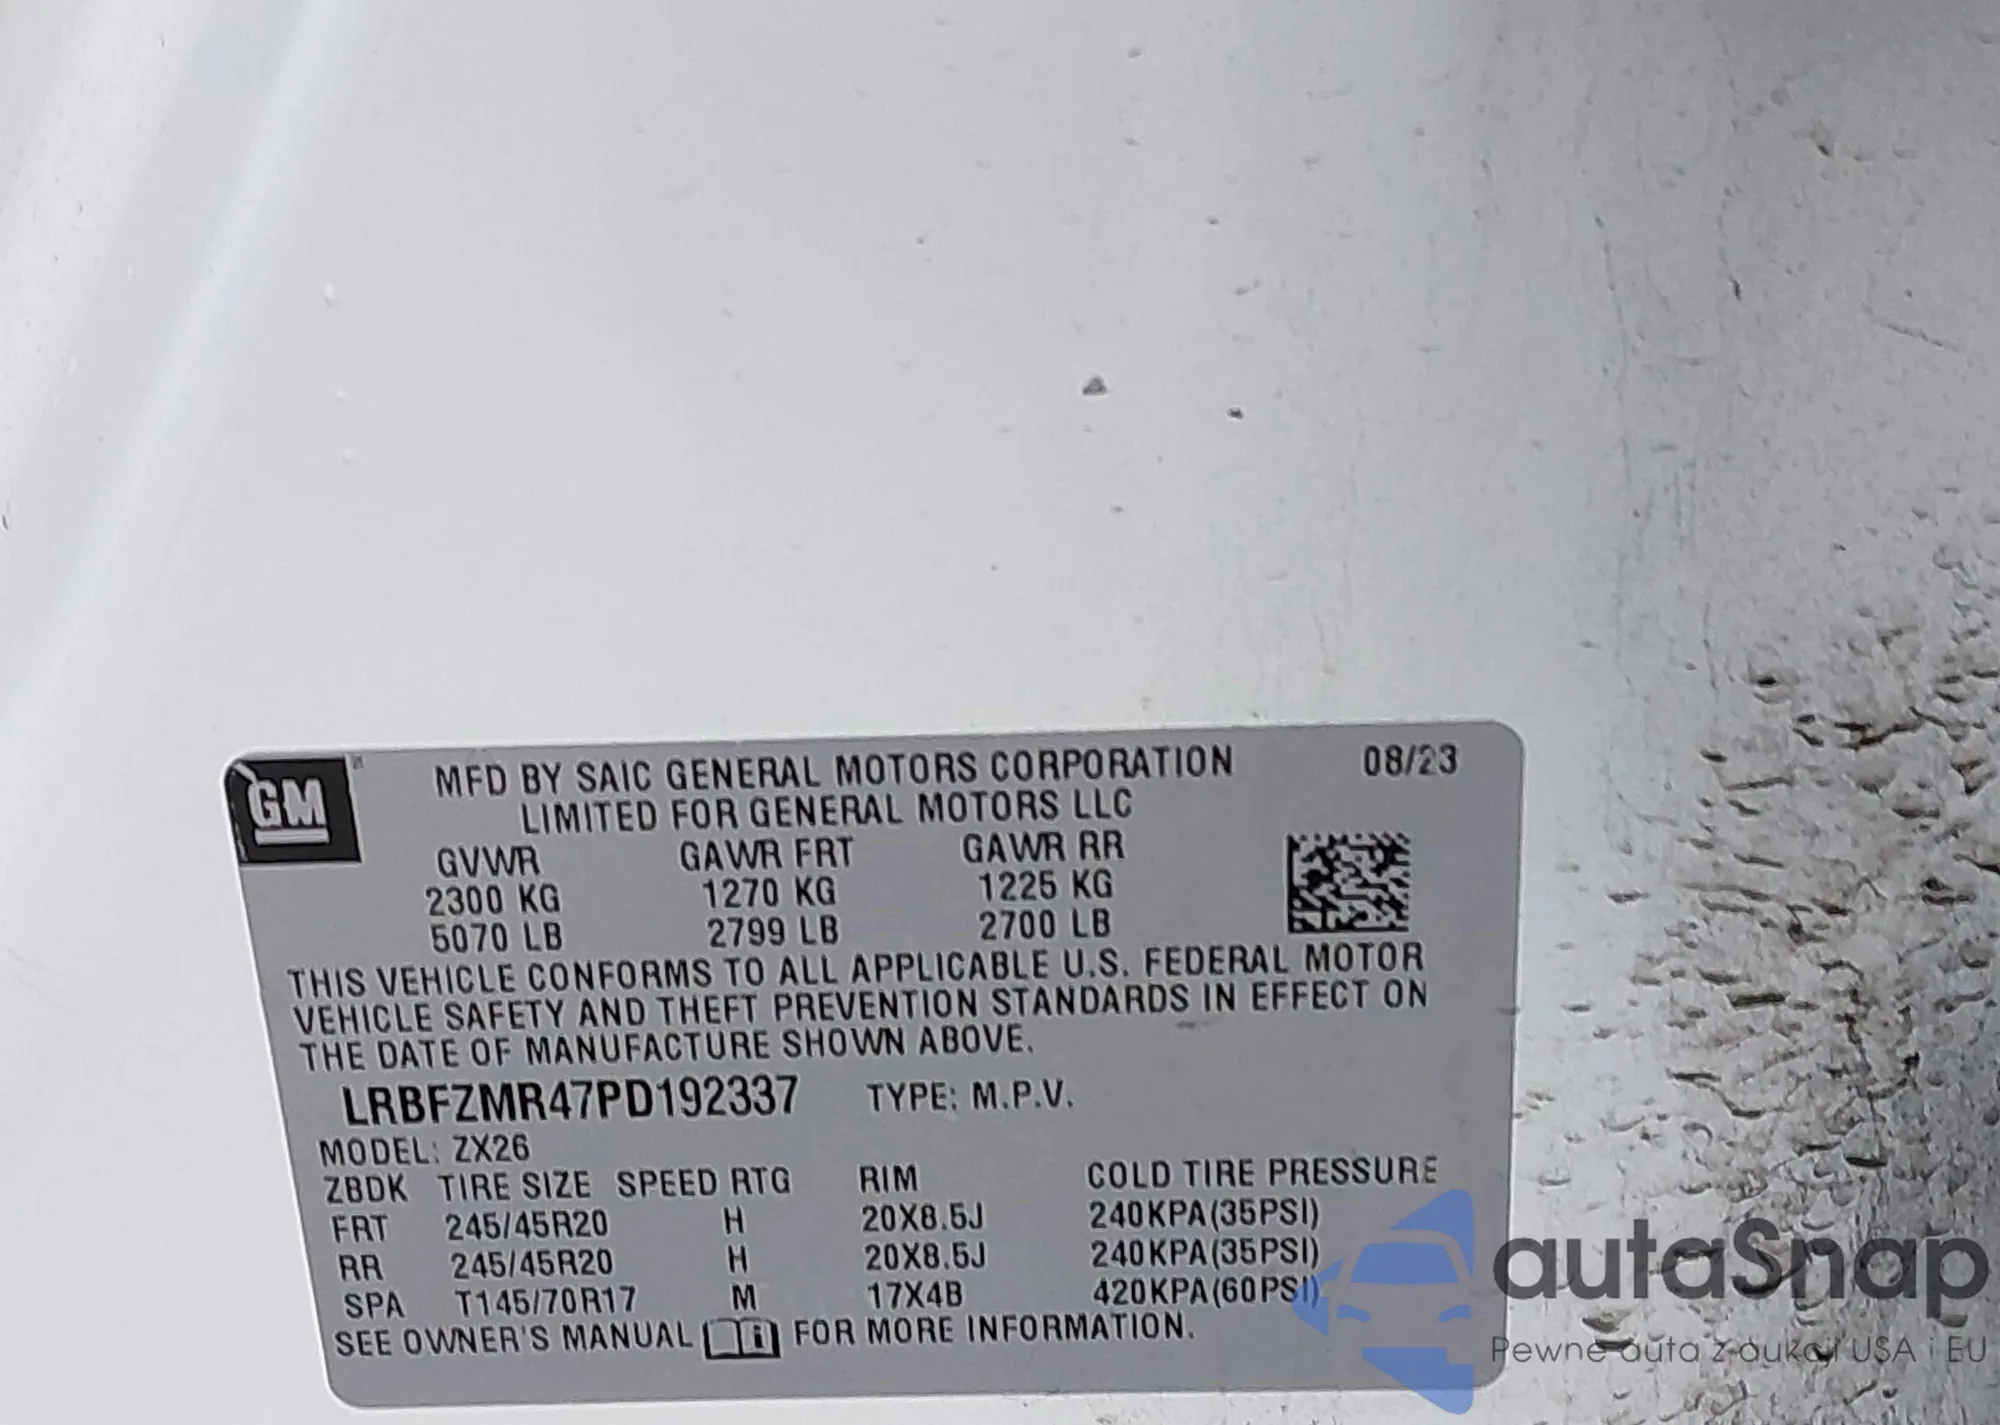 GM
MFD BY SAIC GENERAL MOTORS CORPORATION 08/23
LIMITED FOR GENERAL MOTORS LLC
GVWR GAWR FRT GAWR RR
2300 KG 1270 KG 1225 KG
5070 LB 2799 LB 2700 LB
THIS VEHICLE CONFORMS TO ALL APPLICABLE U.S. FEDERAL MOTOR
VEHICLE SAFETY AND THEFT PREVENTION STANDARDS IN EFFECT ON
THE DATE OF MANUFACTURE SHOWN ABOVE.
LRBFZMR47PD192337 TYPE: M.P.V.
MODEL: ZX26
ZBDK TIRE SIZE SPEED RTG RIM COLD TIRE PRESSURE
FRT 245/45R20 H 20X8.5J 240KPA(35PSI)
RR 245/45R20 H 20X8.5J 240KPA(35PSI)
SPA T145/70R17 M 17X4B 420KPA(60PSI)
SEE OWNER'S MANUAL FOR MORE INFORMATION.
autaSnap
Pewne auta z aukcji USA i EU